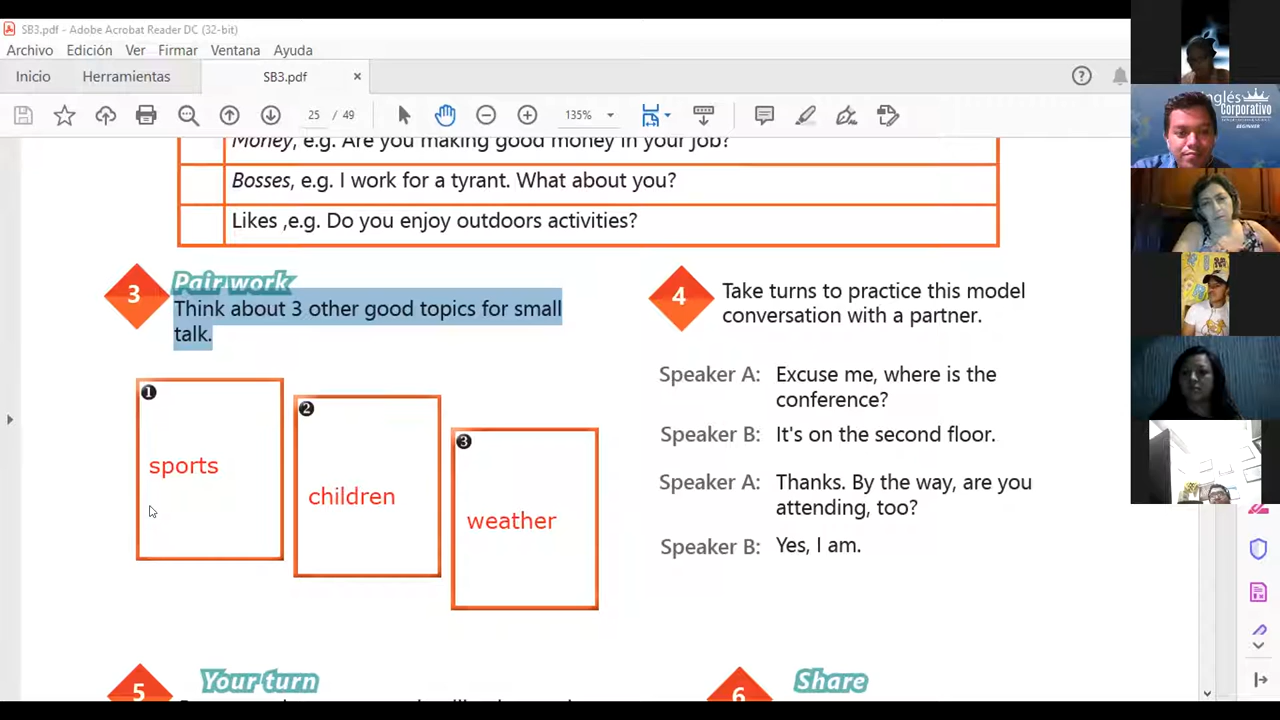 SB3.pdf - Adobe Acrobat Reader DC (32-bit)
Archivo Edición Ver Firmar Ventana Ayuda
Inicio Herramientas SB3.pdf ×
25 / 49 135%
Money, e.g. Are you making good money in your job?
Bosses, e.g. I work for a tyrant. What about you?
Likes ,e.g. Do you enjoy outdoors activities?
3 Pair work
Think about 3 other good topics for small
talk.
1
sports
2
children
3
weather
4 Take turns to practice this model
conversation with a partner.
Speaker A: Excuse me, where is the
conference?
Speaker B: It's on the second floor.
Speaker A: Thanks. By the way, are you
attending, too?
Speaker B: Yes, I am.
5 Your turn
6 Share
Inglés
Corporativo
BEGINNER